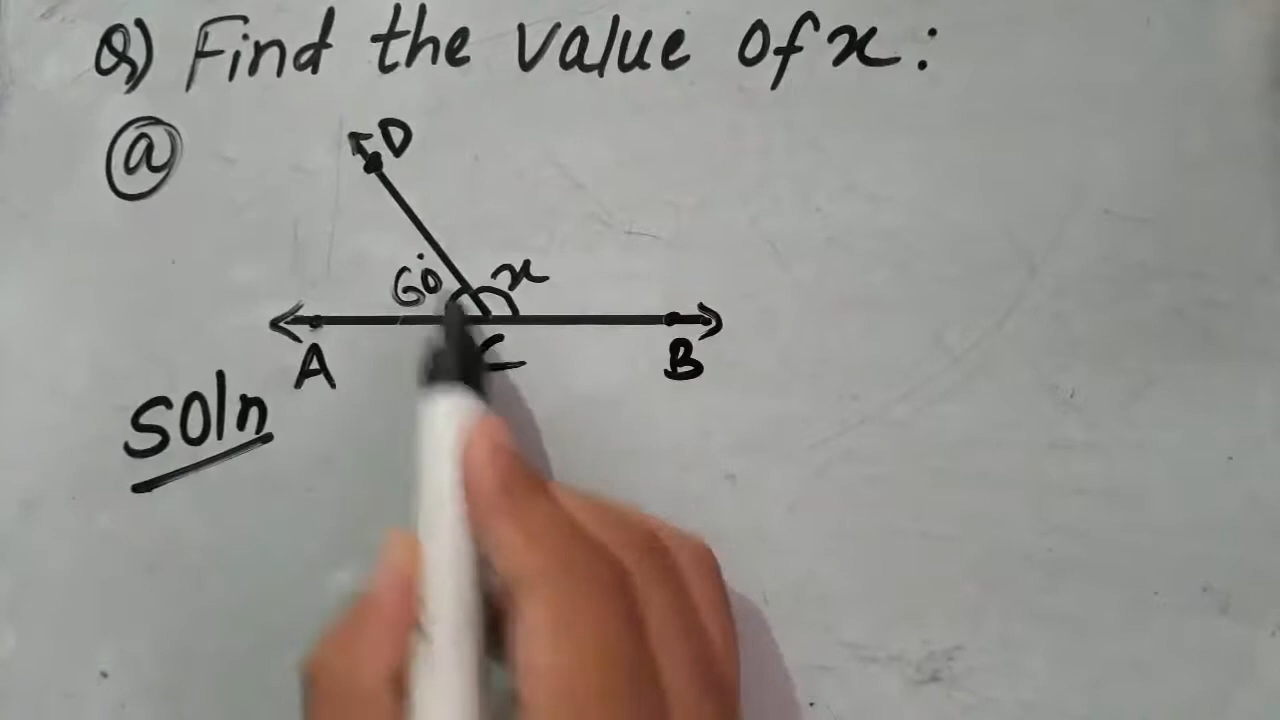 Q) Find the value of x:
(a)
D
60° x
A C B
Soln